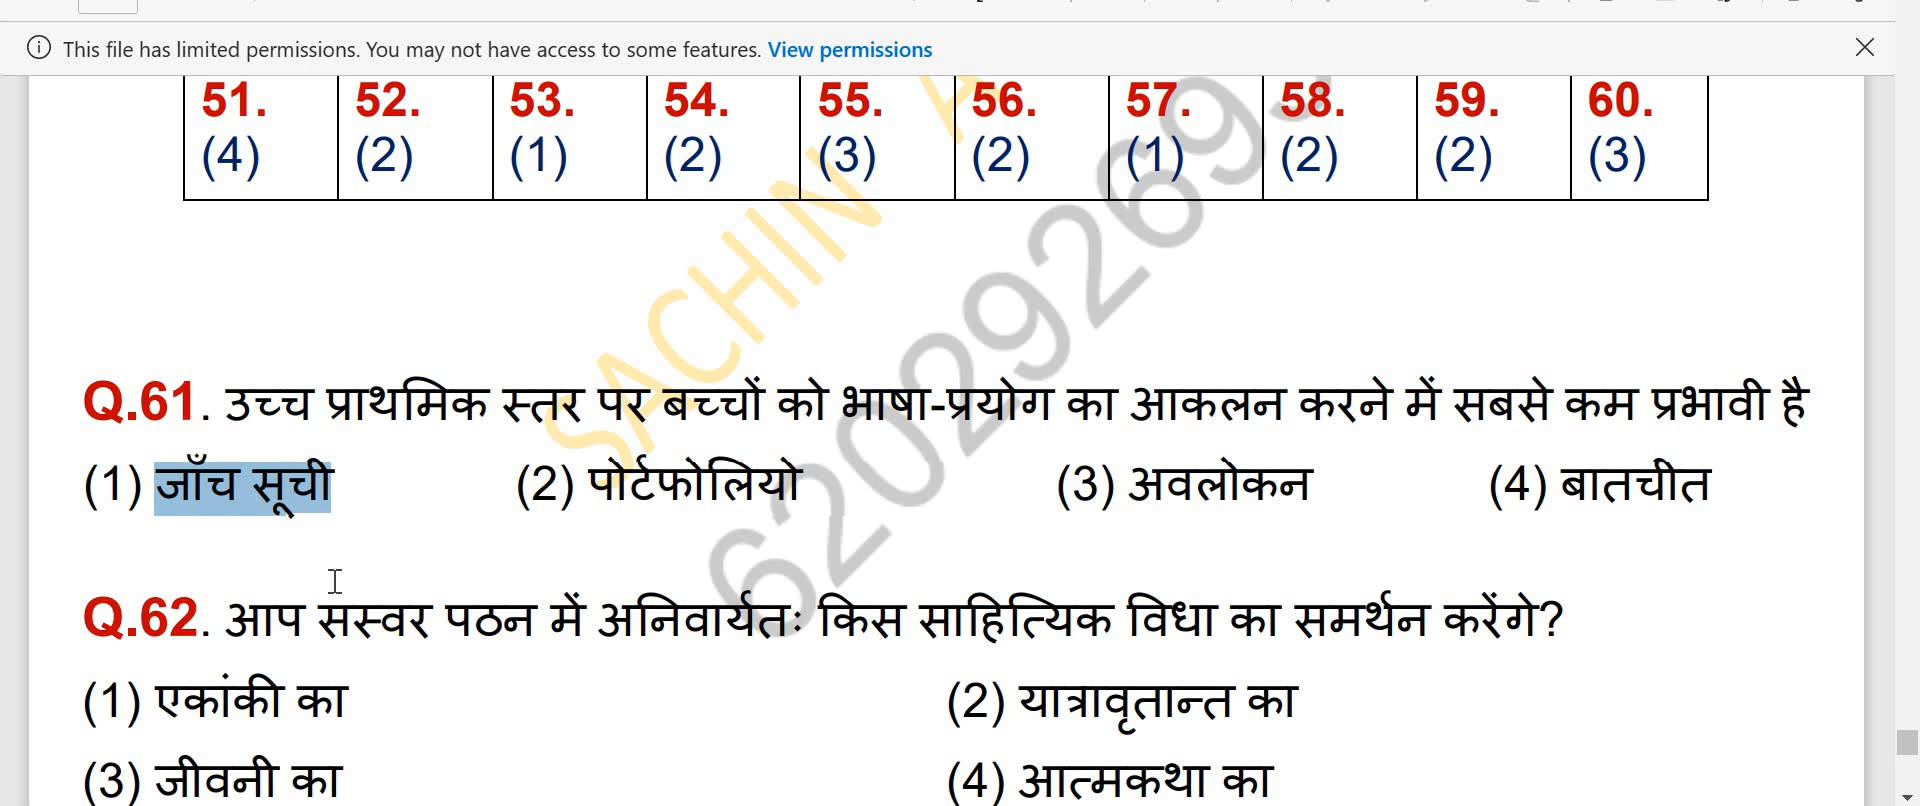 This file has limited permissions. You may not have access to some features. View permissions
51. 52. 53. 54. 55. 56. 57. 58. 59. 60.
(4) (2) (1) (2) (3) (2) (1) (2) (2) (3)
SACHIN A
6202926959
Q.61. उच्च प्राथमिक स्तर पर बच्चों को भाषा-प्रयोग का आकलन करने में सबसे कम प्रभावी है
(1) जाँच सूची (2) पोर्टफोलियो (3) अवलोकन (4) बातचीत
Q.62. आप सस्वर पठन में अनिवार्यतः किस साहित्यिक विधा का समर्थन करेंगे?
(1) एकांकी का (2) यात्रावृतान्त का
(3) जीवनी का (4) आत्मकथा का